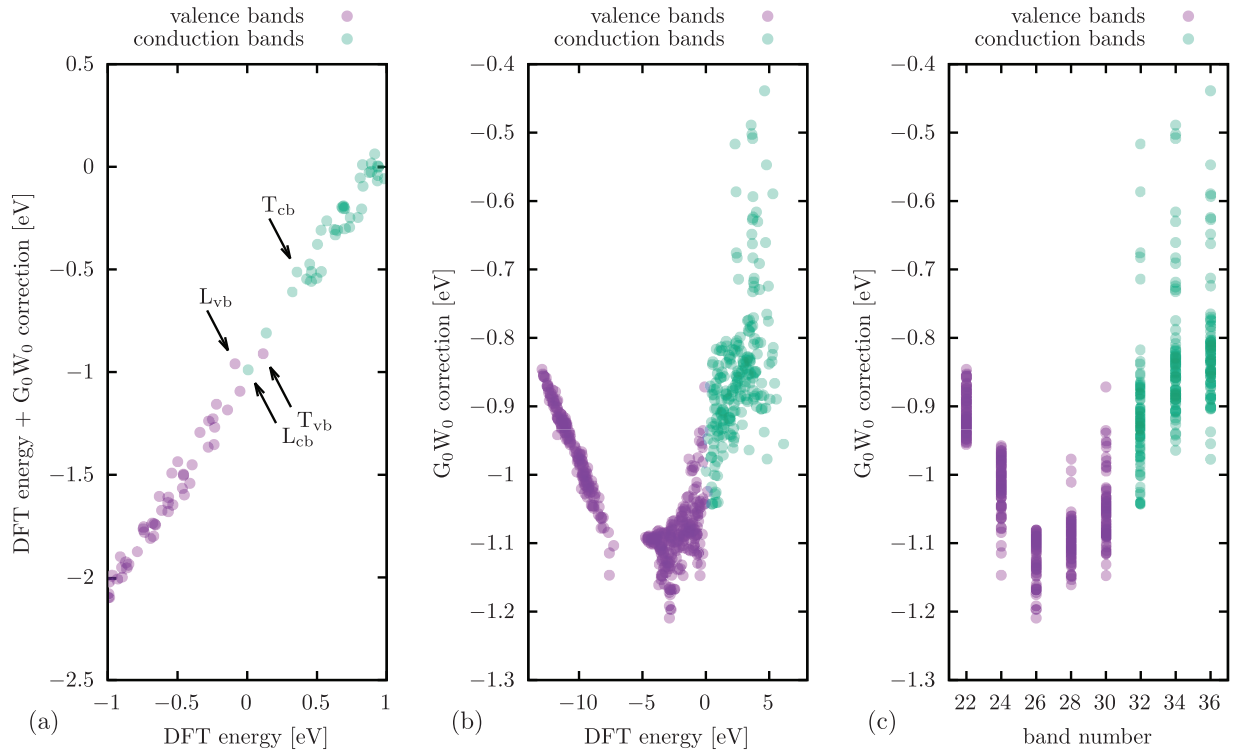 valence bands
conduction bands
DFT energy + G₀W₀ correction [eV]
0.5
0
−0.5
−1
−1.5
−2
−2.5
T_cb
L_vb
T_vb
L_cb
−1 −0.5 0 0.5 1
(a) DFT energy [eV]
valence bands
conduction bands
G₀W₀ correction [eV]
−0.4
−0.5
−0.6
−0.7
−0.8
−0.9
−1
−1.1
−1.2
−1.3
−10 −5 0 5
(b) DFT energy [eV]
valence bands
conduction bands
G₀W₀ correction [eV]
−0.4
−0.5
−0.6
−0.7
−0.8
−0.9
−1
−1.1
−1.2
−1.3
22 24 26 28 30 32 34 36
(c) band number